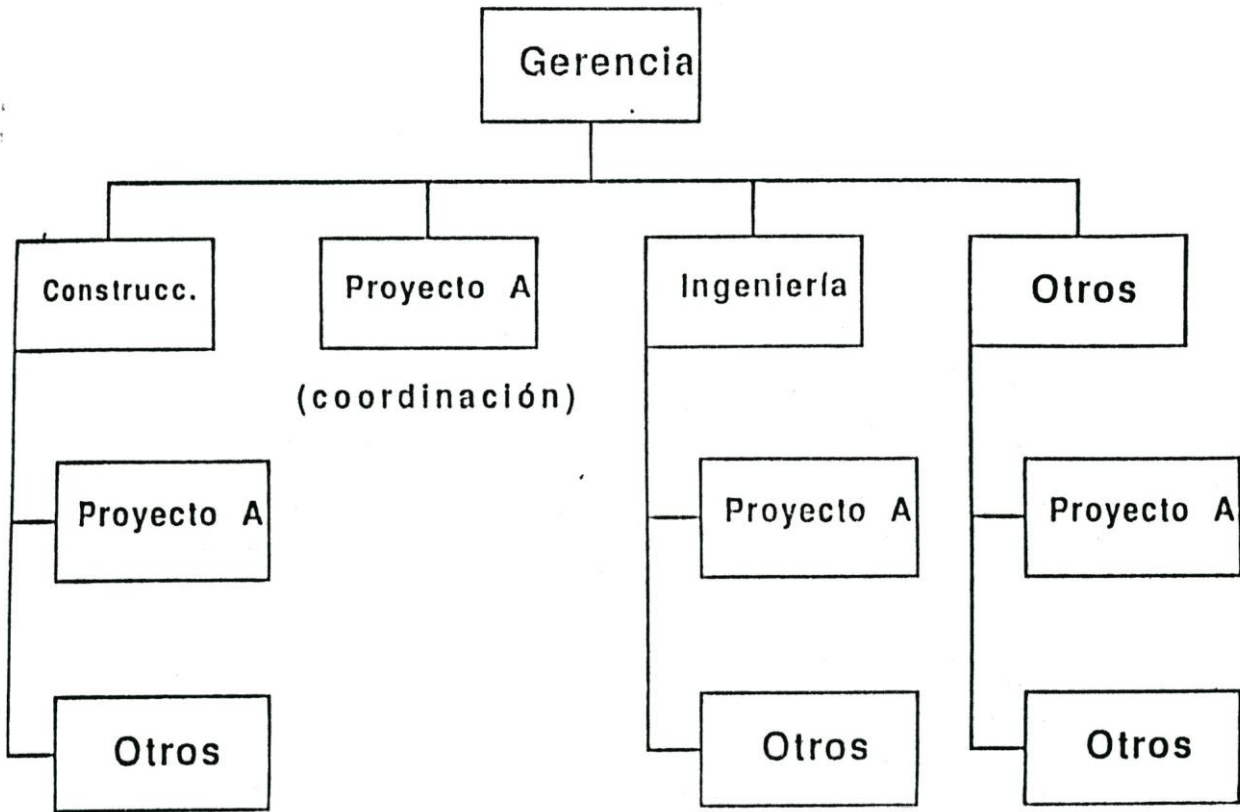 Gerencia
Construcc.
Proyecto A
Ingeniería
Otros
(coordinación)
Proyecto A
Proyecto A
Proyecto A
Otros
Otros
Otros